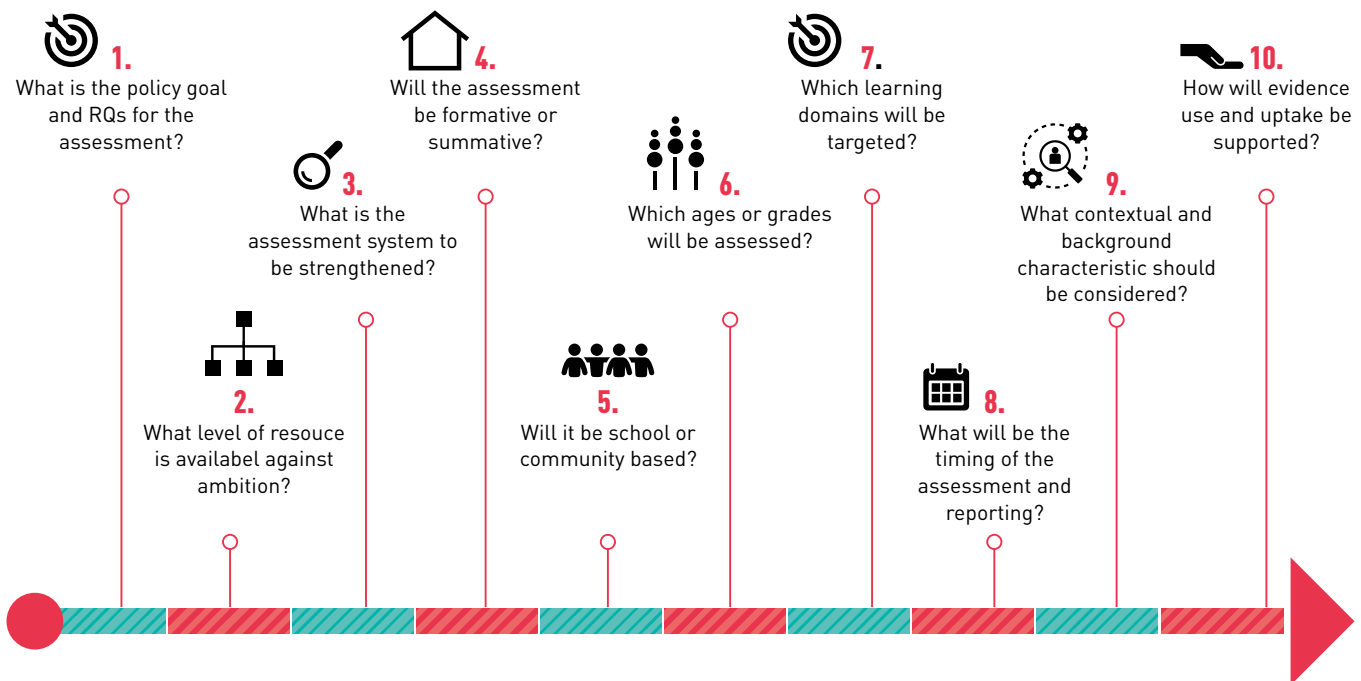 1.
What is the policy goal
and RQs for the
assessment?
2.
What level of resouce
is availabel against
ambition?
3.
What is the
assessment system to
be strengthened?
4.
Will the assessment
be formative or
summative?
5.
Will it be school or
community based?
6.
Which ages or grades
will be assessed?
7.
Which learning
domains will be
targeted?
8.
What will be the
timing of the
assessment and
reporting?
9.
What contextual and
background
characteristic should
be considered?
10.
How will evidence
use and uptake be
supported?